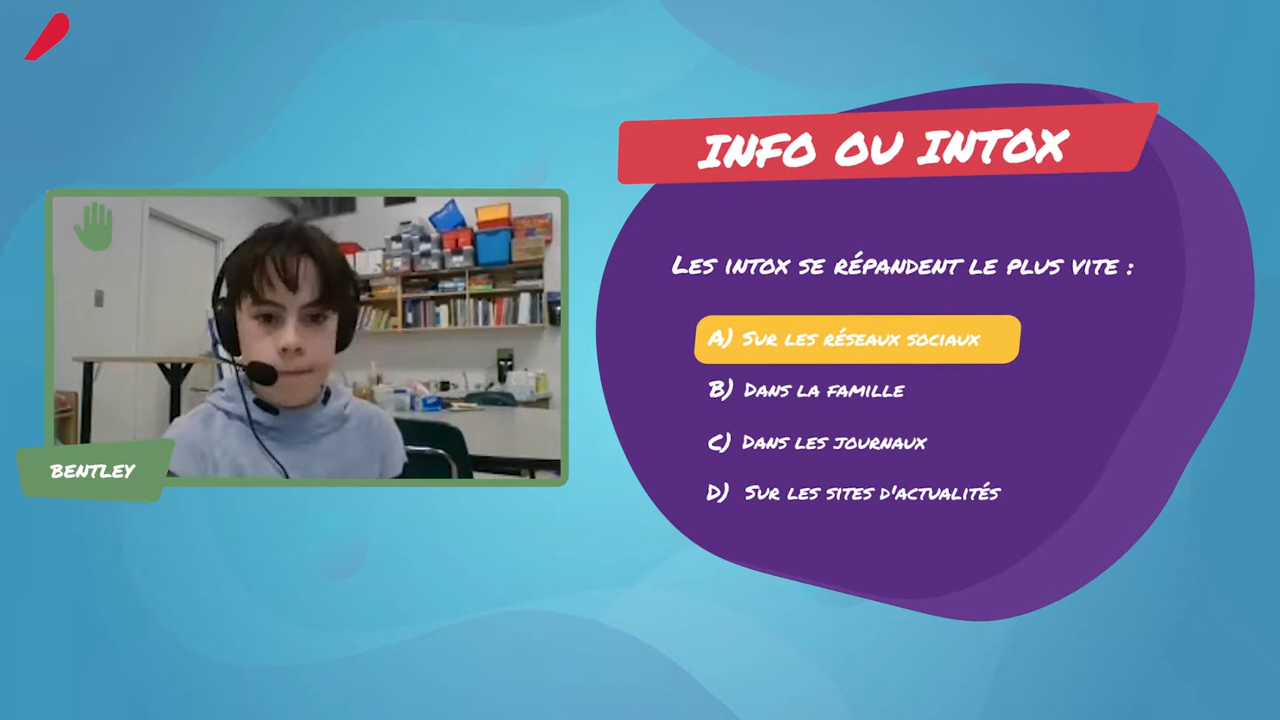 INFO OU INTOX
LES INTOX SE RÉPANDENT LE PLUS VITE :
A) SUR LES RÉSEAUX SOCIAUX
B) DANS LA FAMILLE
C) DANS LES JOURNAUX
D) SUR LES SITES D'ACTUALITÉS
BENTLEY